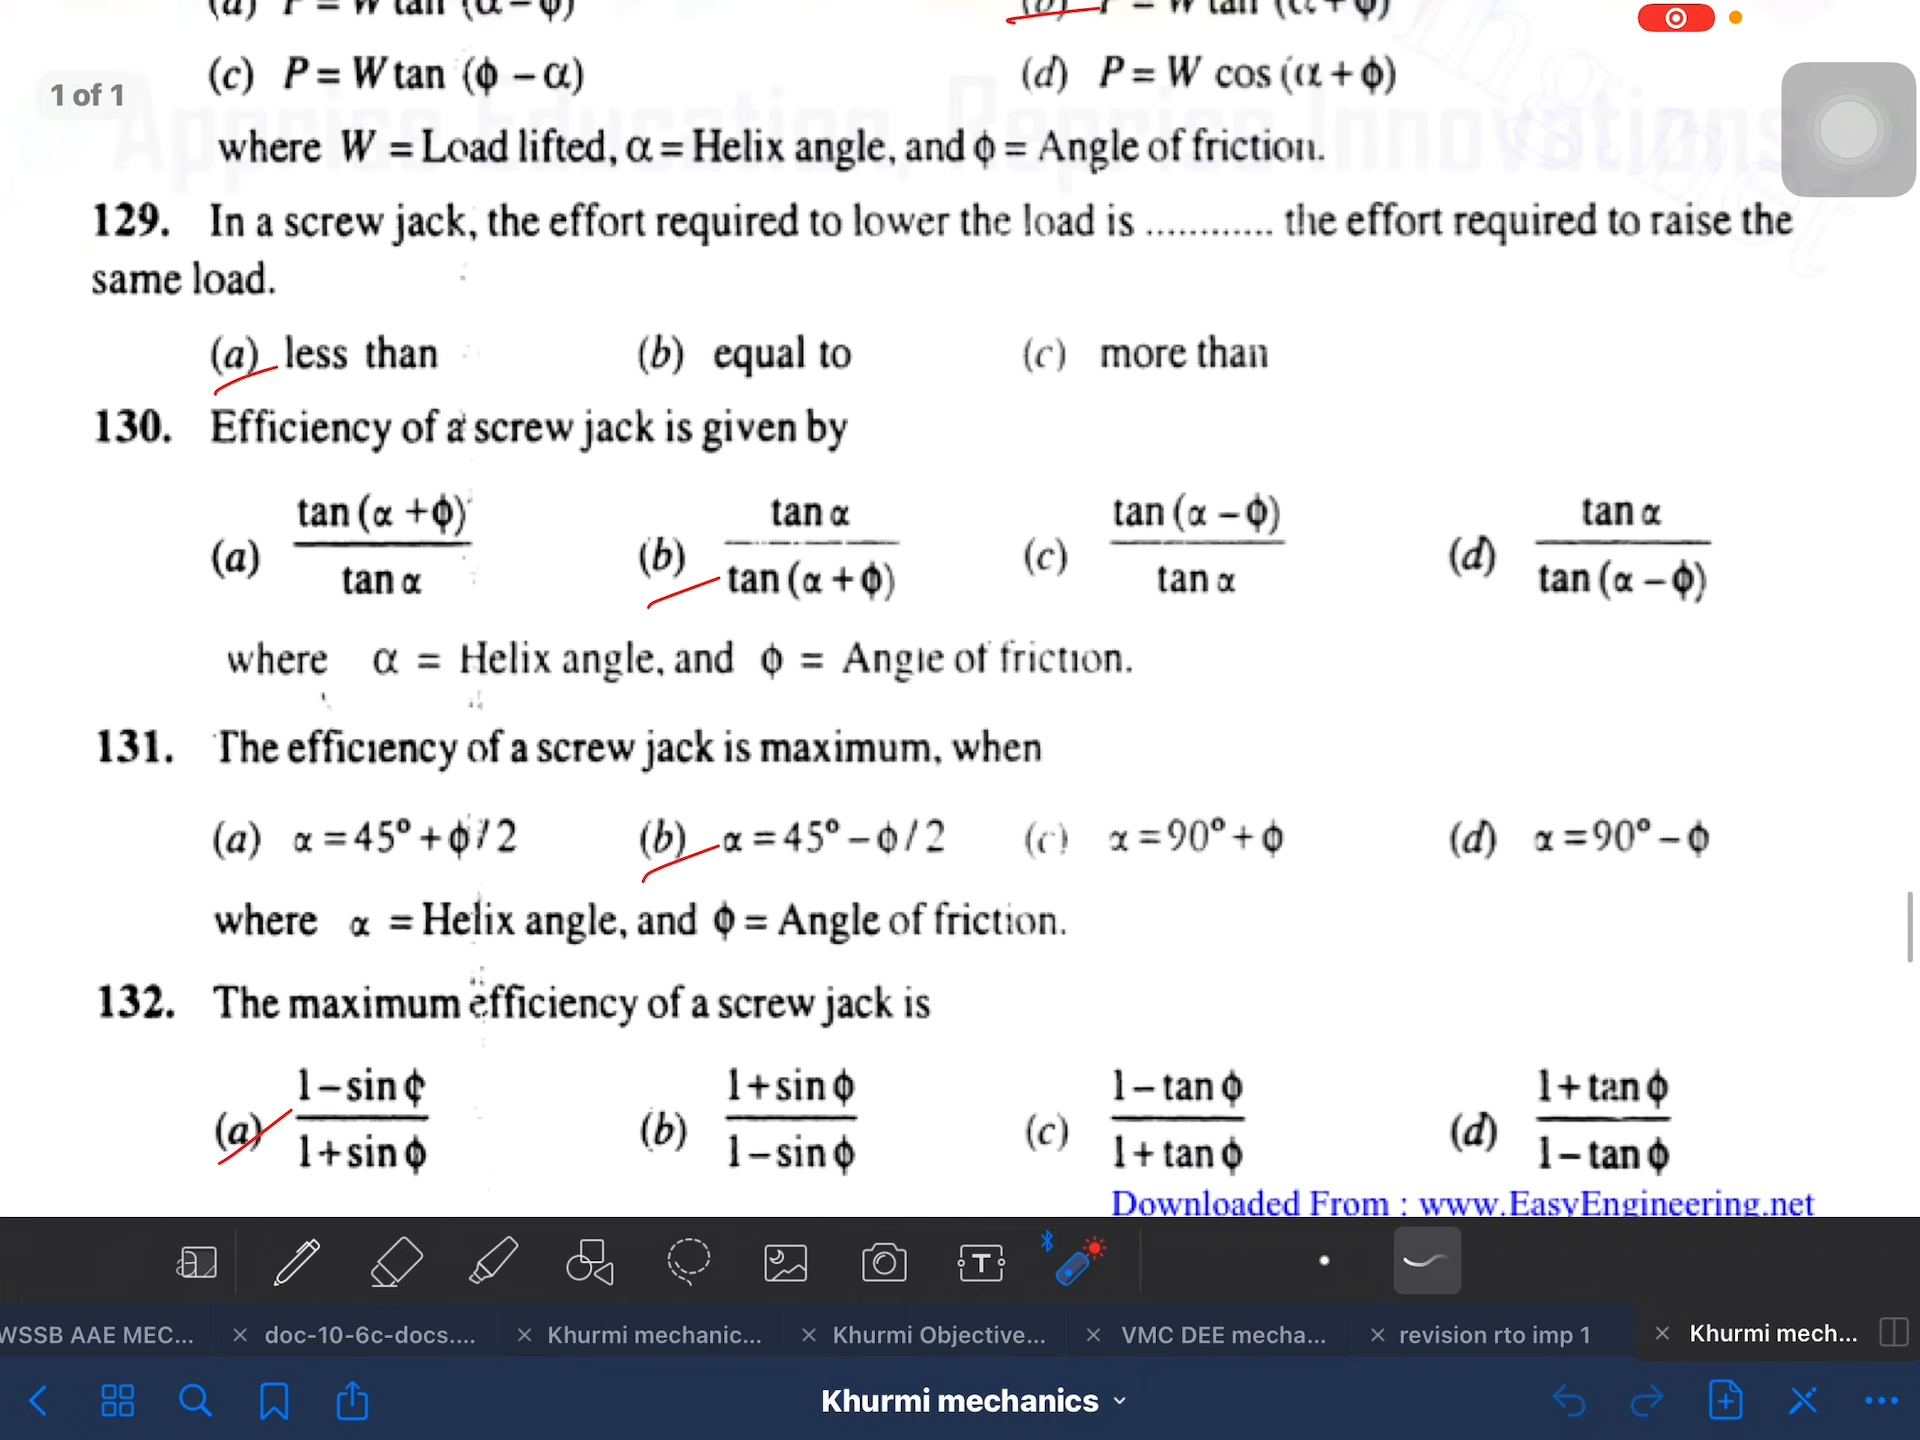 (a) P = W tan (α – ϕ) (b) P = W tan (α + ϕ)
1 of 1
(c) P = W tan (ϕ – α) (d) P = W cos (α + ϕ)
Apprice Education, Reprice Innovations
where W = Load lifted, α = Helix angle, and ϕ = Angle of friction.
129. In a screw jack, the effort required to lower the load is ............ the effort required to raise the
same load.
(a) less than (b) equal to (c) more than
130. Efficiency of a screw jack is given by
(a) tan (α + ϕ) / tan α (b) tan α / tan (α + ϕ) (c) tan (α – ϕ) / tan α (d) tan α / tan (α – ϕ)
where α = Helix angle, and ϕ = Angle of friction.
131. The efficiency of a screw jack is maximum, when
(a) α = 45° + ϕ / 2 (b) α = 45° – ϕ / 2 (c) α = 90° + ϕ (d) α = 90° – ϕ
where α = Helix angle, and ϕ = Angle of friction.
132. The maximum efficiency of a screw jack is
(a) 1 – sin ϕ / 1 + sin ϕ (b) 1 + sin ϕ / 1 – sin ϕ (c) 1 – tan ϕ / 1 + tan ϕ (d) 1 + tan ϕ / 1 – tan ϕ
Downloaded From : www.EasyEngineering.net
WSSB AAE MEC... × doc-10-6c-docs.... × Khurmi mechanic... × Khurmi Objective... × VMC DEE mecha... × revision rto imp 1 × Khurmi mech...
Khurmi mechanics